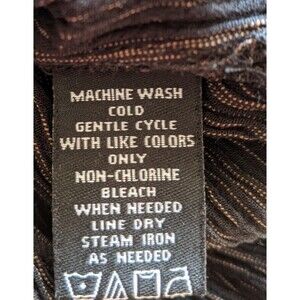 MACHINE WASH
COLD
GENTLE CYCLE
WITH LIKE COLORS
ONLY
NON-CHLORINE
BLEACH
WHEN NEEDED
LINE DRY
STEAM IRON
AS NEEDED